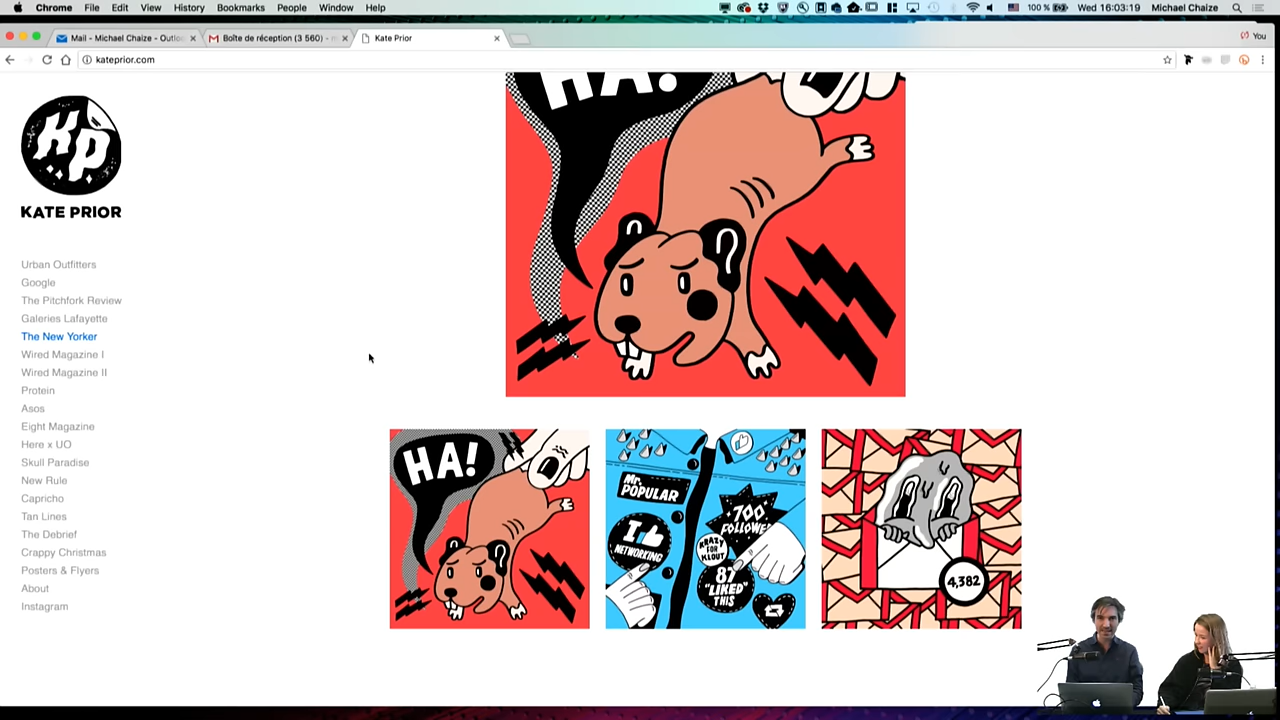 Chrome File Edit View History Bookmarks People Window Help
100 % Wed 16:03:19 Michael Chaize
Mail - Michael Chaize - Outlo
Boîte de réception (3 560) -
Kate Prior
You
kateprior.com
KP
KATE PRIOR
Urban Outfitters
Google
The Pitchfork Review
Galeries Lafayette
The New Yorker
Wired Magazine I
Wired Magazine II
Protein
Asos
Eight Magazine
Here x UO
Skull Paradise
New Rule
Capricho
Tan Lines
The Debrief
Crappy Christmas
Posters & Flyers
About
Instagram
HA!
HA!
Mr.
POPULAR
I
NETWORKING
700
FOLLOWE
KRAZY
FOR
KLOUT
87
"LIKED"
THIS
4,382